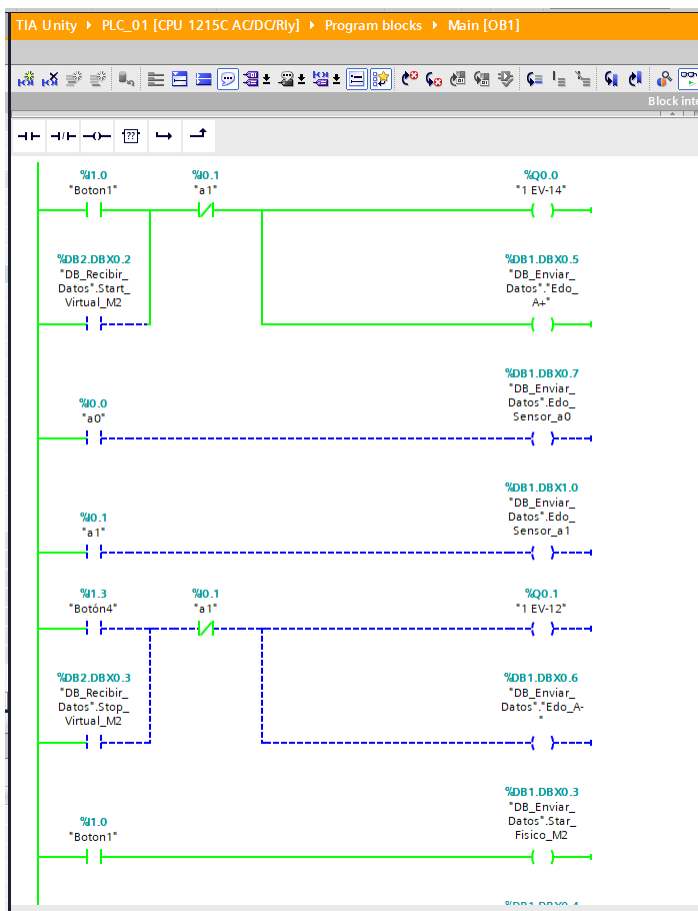 TIA Unity ▸ PLC_01 [CPU 1215C AC/DC/Rly] ▸ Program blocks ▸ Main [OB1]
Block inte
??
%I1.0
"Boton1"
%I0.1
"a1"
%Q0.0
"1 EV-14"
%DB2.DBX0.2
"DB_Recibir_
Datos".Start_
Virtual_M2
%DB1.DBX0.5
"DB_Enviar_
Datos"."Edo_
A+"
%I0.0
"a0"
%DB1.DBX0.7
"DB_Enviar_
Datos".Edo_
Sensor_a0
%I0.1
"a1"
%DB1.DBX1.0
"DB_Enviar_
Datos".Edo_
Sensor_a1
%I1.3
"Botón4"
%I0.1
"a1"
%Q0.1
"1 EV-12"
%DB2.DBX0.3
"DB_Recibir_
Datos".Stop_
Virtual_M2
%DB1.DBX0.6
"DB_Enviar_
Datos"."Edo_A-
"
%I1.0
"Boton1"
%DB1.DBX0.3
"DB_Enviar_
Datos".Star_
Fisico_M2
%DB1.DBX0.4